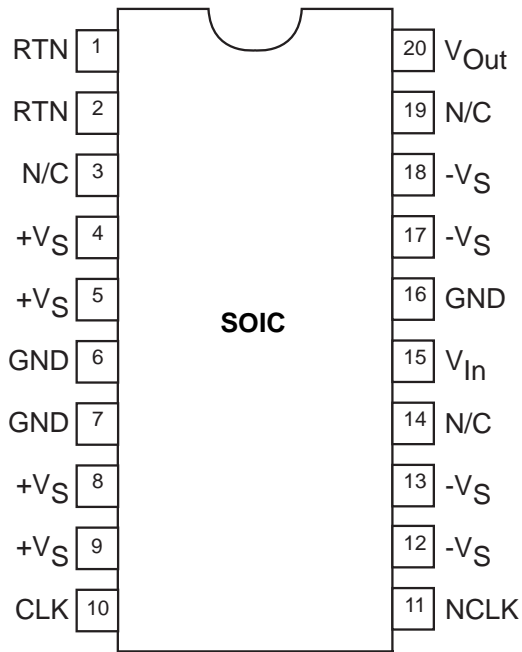 RTN 1 20 VOut
RTN 2 19 N/C
N/C 3 18 -VS
+VS 4 17 -VS
+VS 5 16 GND
SOIC
GND 6 15 VIn
GND 7 14 N/C
+VS 8 13 -VS
+VS 9 12 -VS
CLK 10 11 NCLK